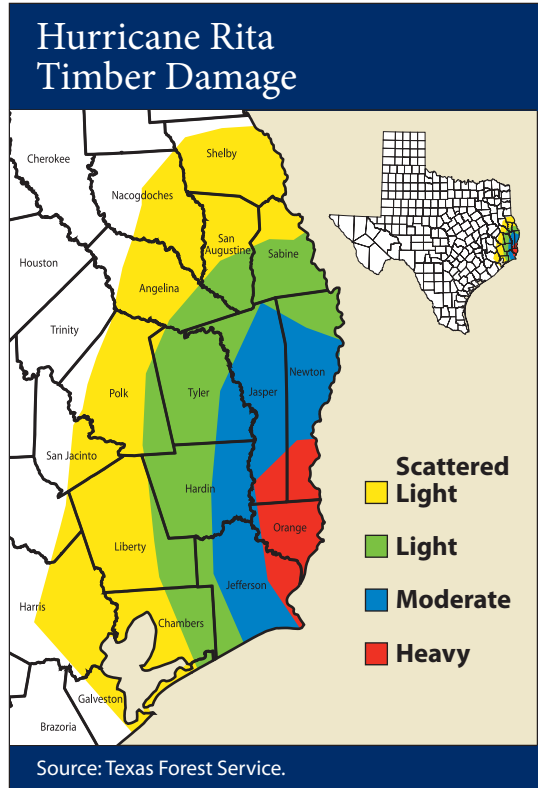 Hurricane Rita
Timber Damage
Shelby
Cherokee
Nacogdoches
San
Augustine
Sabine
Houston
Angelina
Trinity
Newton
Polk
Tyler
Jasper
San Jacinto
Scattered
Light
Hardin
Orange
Liberty
Light
Jefferson
Moderate
Harris
Chambers
Heavy
Galveston
Brazoria
Source: Texas Forest Service.